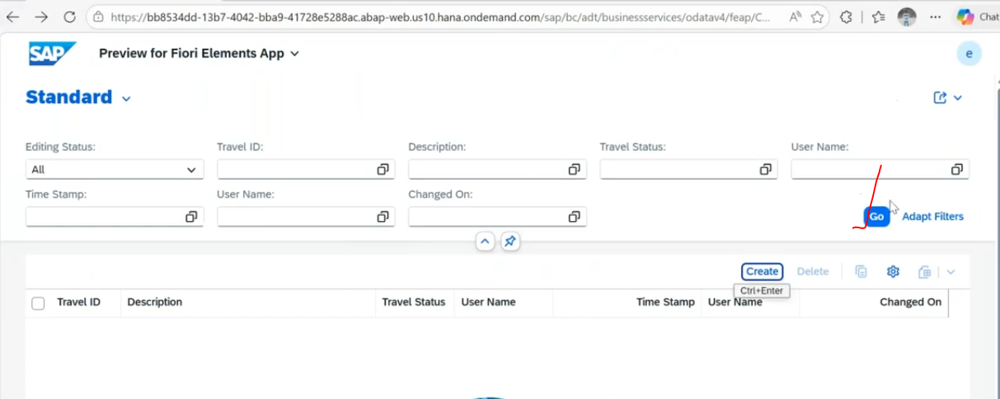 https://bb8534dd-13b7-4042-bba9-41728e5288ac.abap-web.us10.hana.ondemand.com/sap/bc/adt/businessservices/odatav4/feap/C...
Chat
SAP Preview for Fiori Elements App
e
Standard
Editing Status: Travel ID: Description: Travel Status: User Name:
All
Time Stamp: User Name: Changed On:
Go Adapt Filters
Create Delete
Ctrl+Enter
Travel ID Description Travel Status User Name Time Stamp User Name Changed On